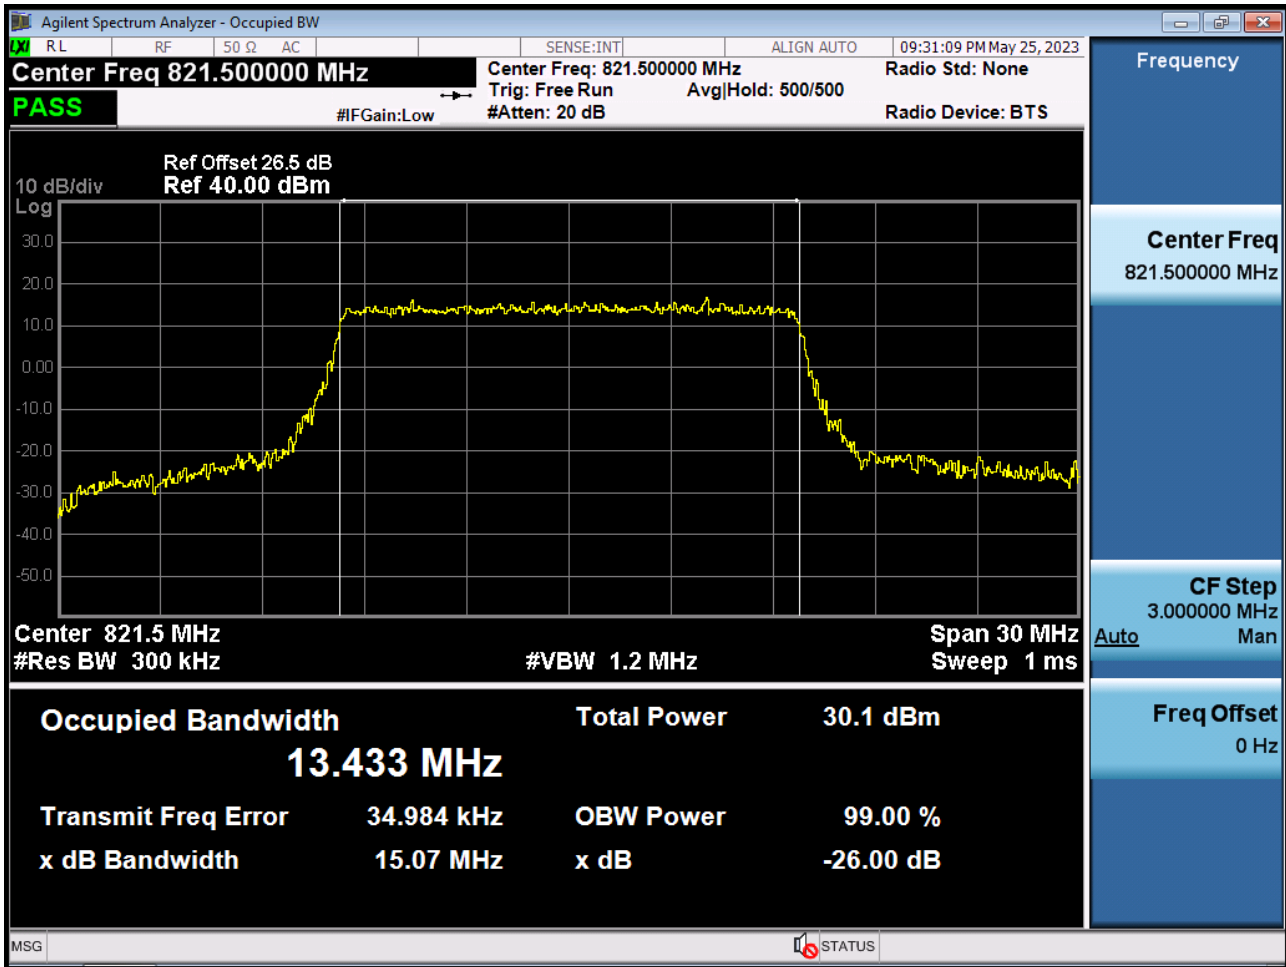 Agilent Spectrum Analyzer - Occupied BW
LXI RL RF 50 Ω AC SENSE:INT ALIGN AUTO 09:31:09 PM May 25, 2023
Center Freq 821.500000 MHz
Center Freq: 821.500000 MHz
Radio Std: None
Trig: Free Run
Avg|Hold: 500/500
PASS
#IFGain:Low
#Atten: 20 dB
Radio Device: BTS
Ref Offset 26.5 dB
10 dB/div
Ref 40.00 dBm
Log
30.0
20.0
10.0
0.00
-10.0
-20.0
-30.0
-40.0
-50.0
Center 821.5 MHz
Span 30 MHz
#Res BW 300 kHz
#VBW 1.2 MHz
Sweep 1 ms
Occupied Bandwidth
13.433 MHz
Total Power 30.1 dBm
Transmit Freq Error 34.984 kHz
OBW Power 99.00 %
x dB Bandwidth 15.07 MHz
x dB -26.00 dB
MSG
STATUS
Frequency
Center Freq
821.500000 MHz
CF Step
3.000000 MHz
Auto Man
Freq Offset
0 Hz